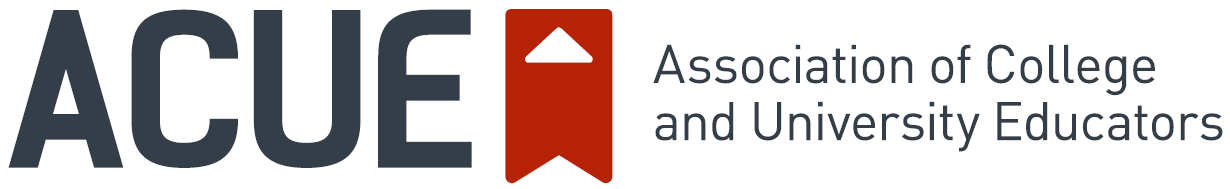 ACUE
Association of College
and University Educators